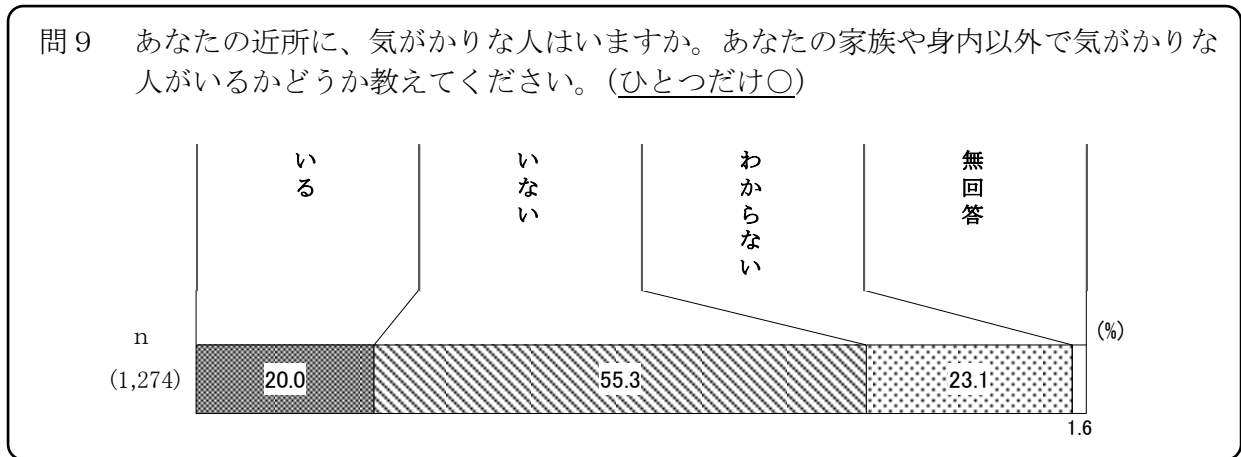 問９　あなたの近所に、気がかりな人はいますか。あなたの家族や身内以外で気がかりな
人がいるかどうか教えてください。（ひとつだけ○）
いる
いない
わからない
無回答
n
(%)
(1,274)
20.0
55.3
23.1
1.6